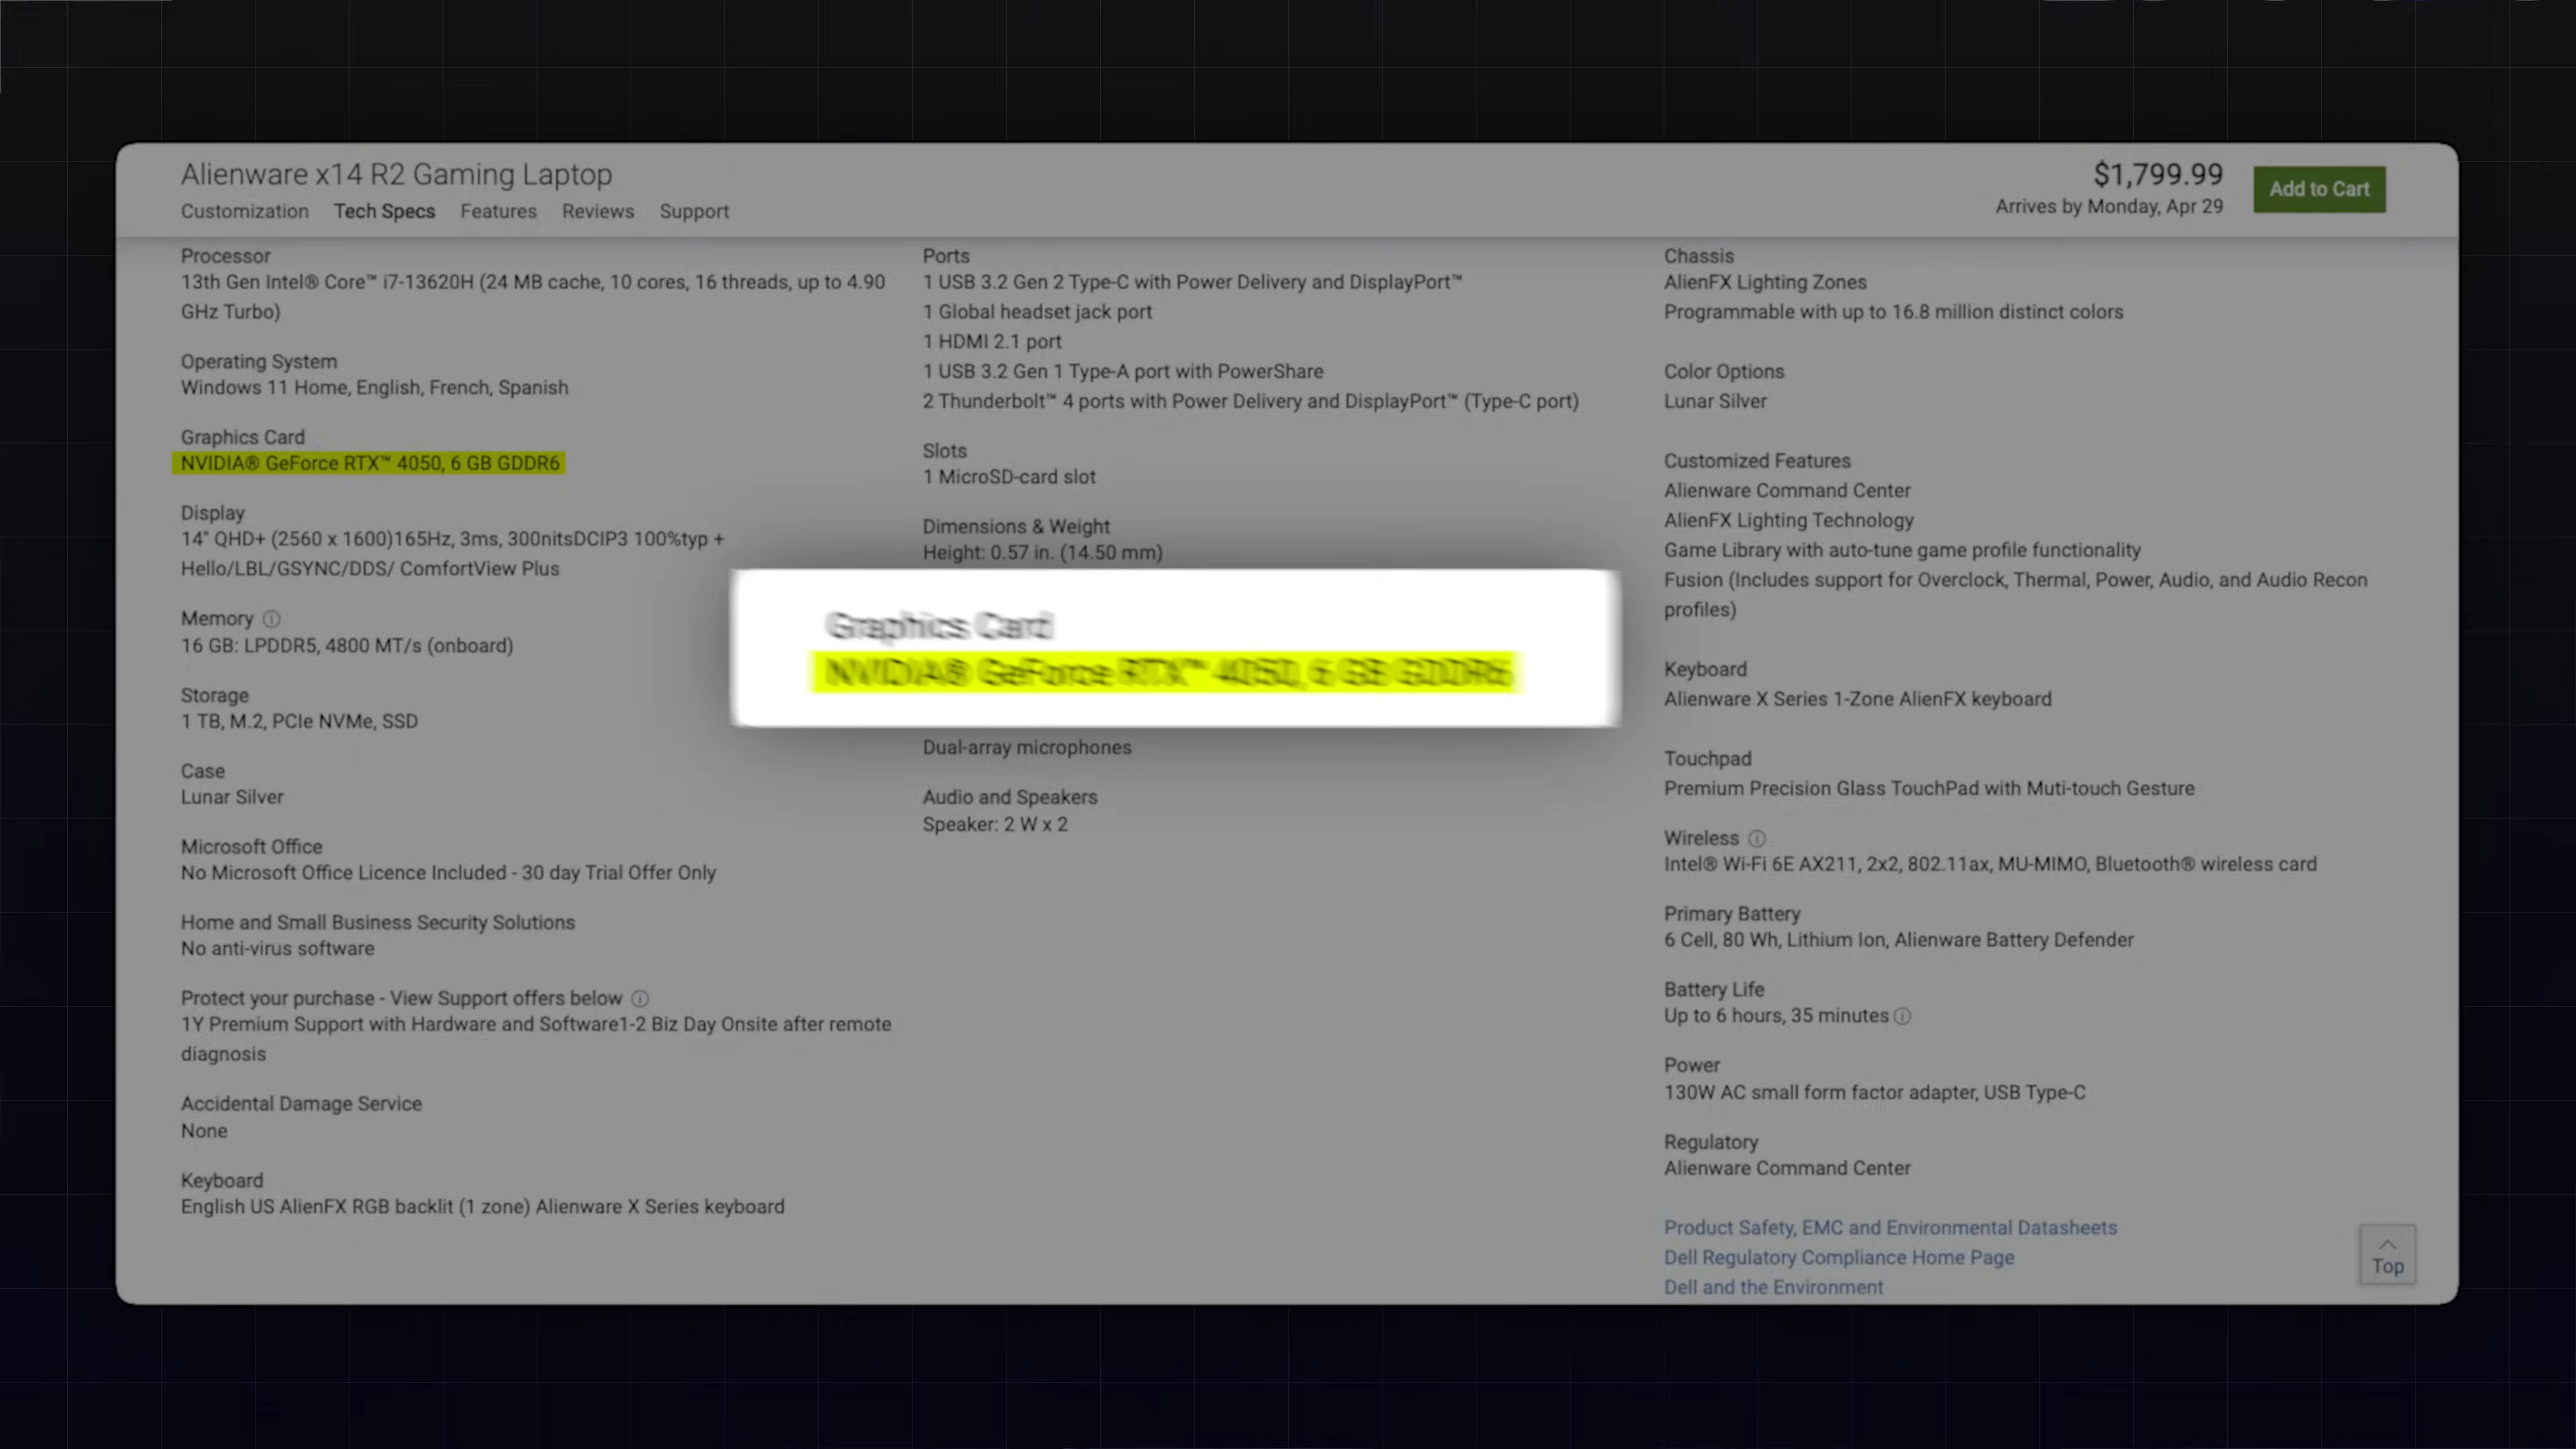 Alienware x14 R2 Gaming Laptop
$1,799.99
Add to Cart
Arrives by Monday, Apr 29
Customization Tech Specs Features Reviews Support
Processor
13th Gen Intel® Core™ i7-13620H (24 MB cache, 10 cores, 16 threads, up to 4.90
GHz Turbo)
Operating System
Windows 11 Home, English, French, Spanish
Graphics Card
NVIDIA® GeForce RTX™ 4050, 6 GB GDDR6
Display
14" QHD+ (2560 x 1600)165Hz, 3ms, 300nitsDCIP3 100%typ +
Hello/LBL/GSYNC/DDS/ ComfortView Plus
Memory
16 GB: LPDDR5, 4800 MT/s (onboard)
Storage
1 TB, M.2, PCIe NVMe, SSD
Case
Lunar Silver
Microsoft Office
No Microsoft Office Licence Included - 30 day Trial Offer Only
Home and Small Business Security Solutions
No anti-virus software
Protect your purchase - View Support offers below
1Y Premium Support with Hardware and Software1-2 Biz Day Onsite after remote
diagnosis
Accidental Damage Service
None
Keyboard
English US AlienFX RGB backlit (1 zone) Alienware X Series keyboard
Ports
1 USB 3.2 Gen 2 Type-C with Power Delivery and DisplayPort™
1 Global headset jack port
1 HDMI 2.1 port
1 USB 3.2 Gen 1 Type-A port with PowerShare
2 Thunderbolt™ 4 ports with Power Delivery and DisplayPort™ (Type-C port)
Slots
1 MicroSD-card slot
Dimensions & Weight
Height: 0.57 in. (14.50 mm)
Graphics Card
NVIDIA® GeForce RTX™ 4050, 6 GB GDDR6
Dual-array microphones
Audio and Speakers
Speaker: 2 W x 2
Chassis
AlienFX Lighting Zones
Programmable with up to 16.8 million distinct colors
Color Options
Lunar Silver
Customized Features
Alienware Command Center
AlienFX Lighting Technology
Game Library with auto-tune game profile functionality
Fusion (Includes support for Overclock, Thermal, Power, Audio, and Audio Recon
profiles)
Keyboard
Alienware X Series 1-Zone AlienFX keyboard
Touchpad
Premium Precision Glass TouchPad with Muti-touch Gesture
Wireless
Intel® Wi-Fi 6E AX211, 2x2, 802.11ax, MU-MIMO, Bluetooth® wireless card
Primary Battery
6 Cell, 80 Wh, Lithium Ion, Alienware Battery Defender
Battery Life
Up to 6 hours, 35 minutes
Power
130W AC small form factor adapter, USB Type-C
Regulatory
Alienware Command Center
Product Safety, EMC and Environmental Datasheets
Dell Regulatory Compliance Home Page
Dell and the Environment
Top